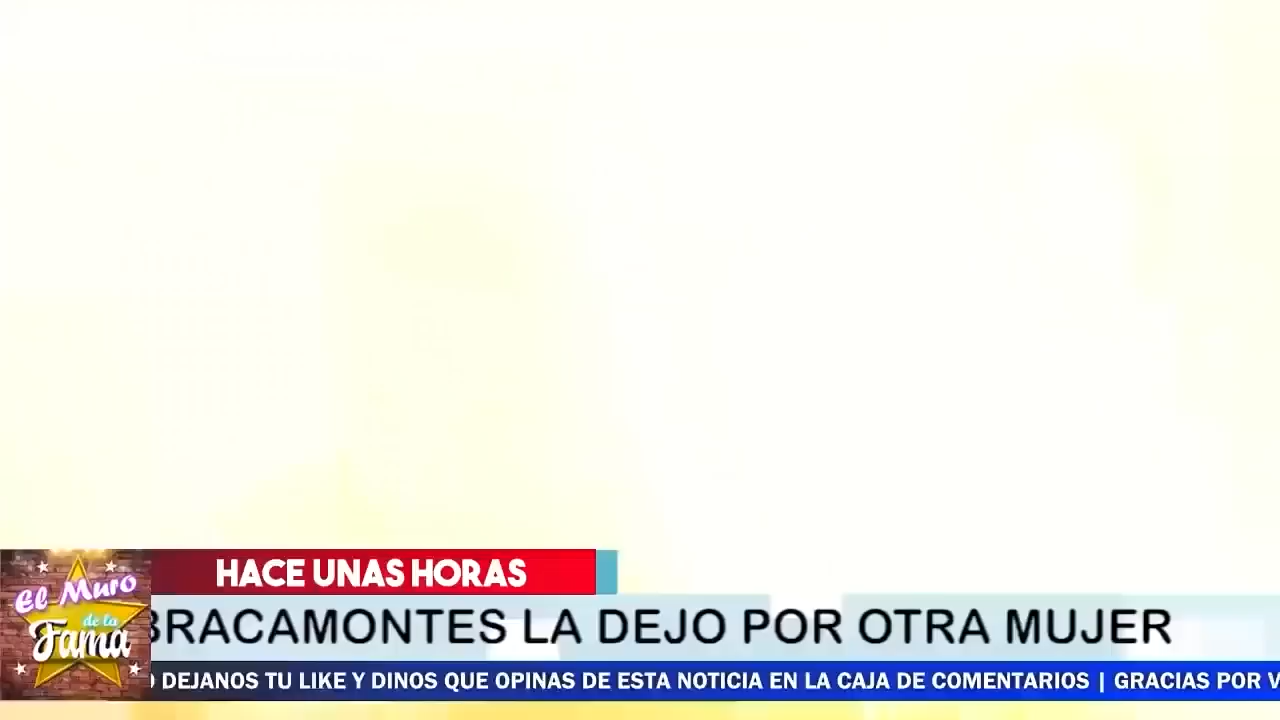 HACE UNAS HORAS
El Muro
de la
Fama
BRACAMONTES LA DEJO POR OTRA MUJER
DEJANOS TU LIKE Y DINOS QUE OPINAS DE ESTA NOTICIA EN LA CAJA DE COMENTARIOS | GRACIAS POR